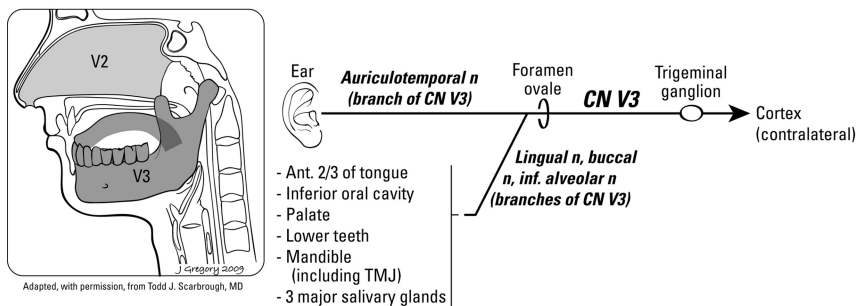 V2
V3
J Gregory 2009
Adapted, with permission, from Todd J. Scarbrough, MD
Ear
Auriculotemporal n
(branch of CN V3)
Foramen
ovale
CN V3
Trigeminal
ganglion
Cortex
(contralateral)
Lingual n, buccal
n, inf. alveolar n
(branches of CN V3)
- Ant. 2/3 of tongue
- Inferior oral cavity
- Palate
- Lower teeth
- Mandible
(including TMJ)
- 3 major salivary glands